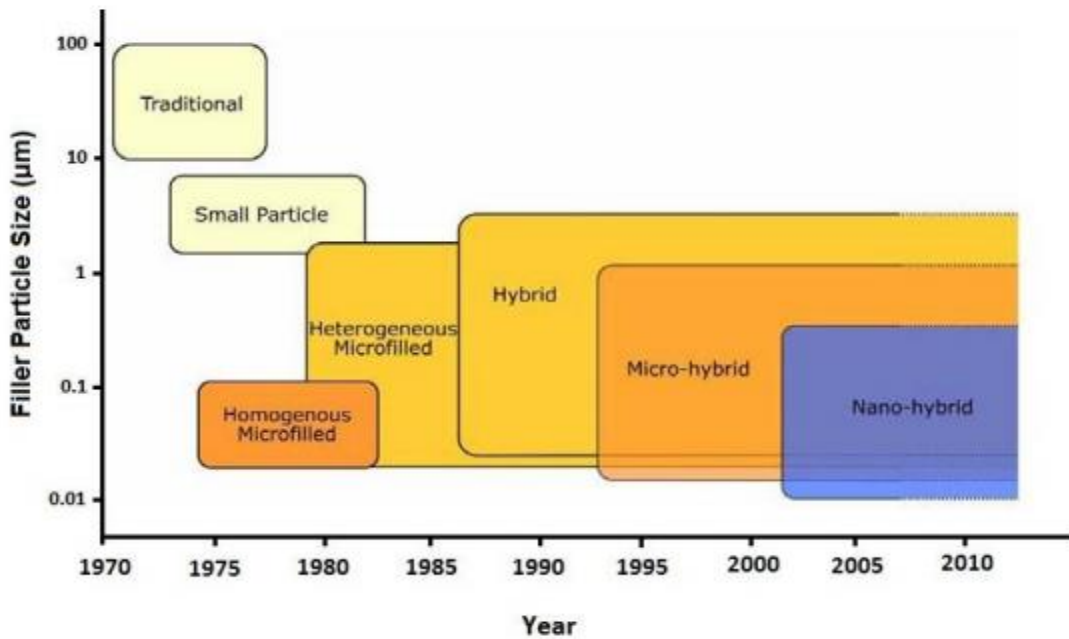 Filler Particle Size (µm)
100
10
1
0.1
0.01
Traditional
Small Particle
Heterogeneous
Microfilled
Homogenous
Microfilled
Hybrid
Micro-hybrid
Nano-hybrid
1970
1975
1980
1985
1990
1995
2000
2005
2010
Year